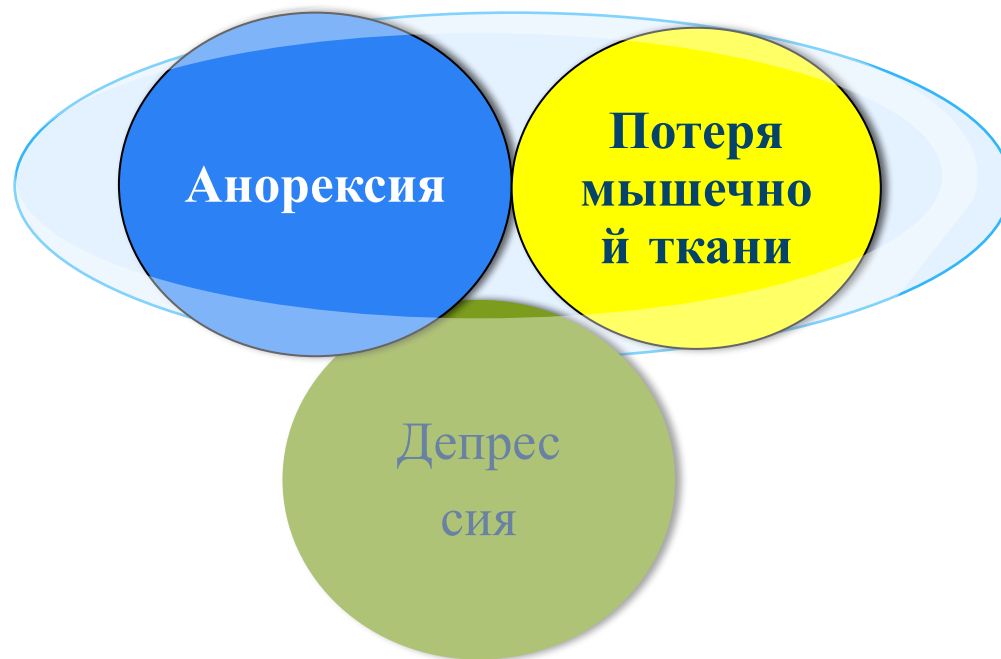 Анорексия
Потеря
мышечно
й ткани
Депрес
сия